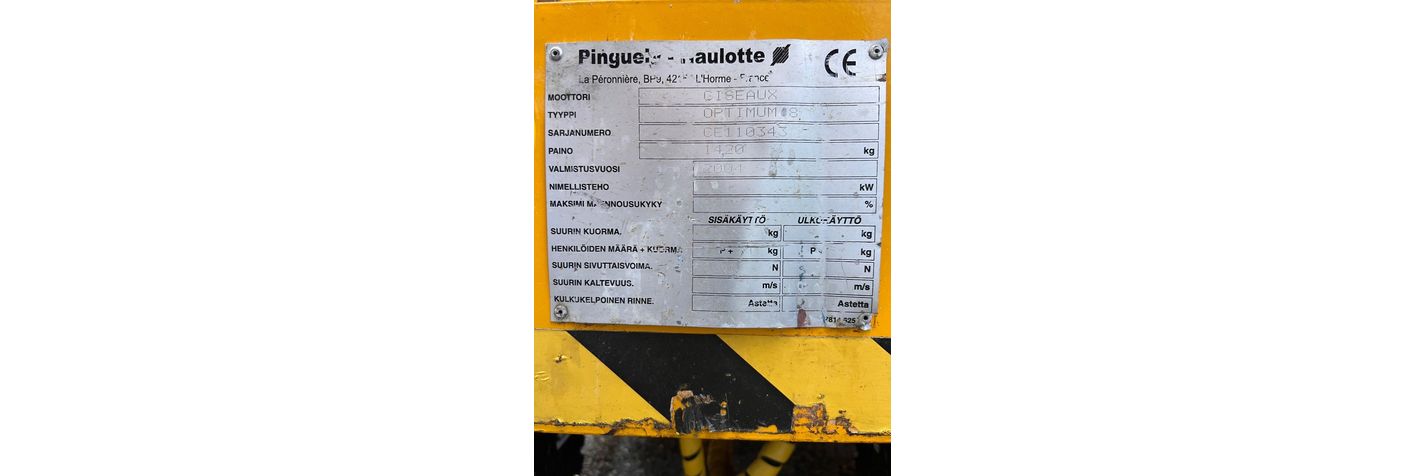 Pinguely - Haulotte
La Péronnière, BP9, L'Horme - France
CE
MOOTTORI CISEAUX
TYYPPI OPTIMUM 8
SARJANUMERO CE110343
PAINO kg
VALMISTUSVUOSI
NIMELLISTEHO kW
MAKSIMI MÄENNOUSUKYKY %
SISÄKÄYTTÖ ULKOKÄYTTÖ
SUURIN KUORMA. kg kg
HENKILÖIDEN MÄÄRÄ + KUORMA P + kg P + kg
SUURIN SIVUTTAISVOIMA. N N
SUURIN KALTEVUUS. m/s m/s
KULKUKELPOINEN RINNE. Astetta Astetta